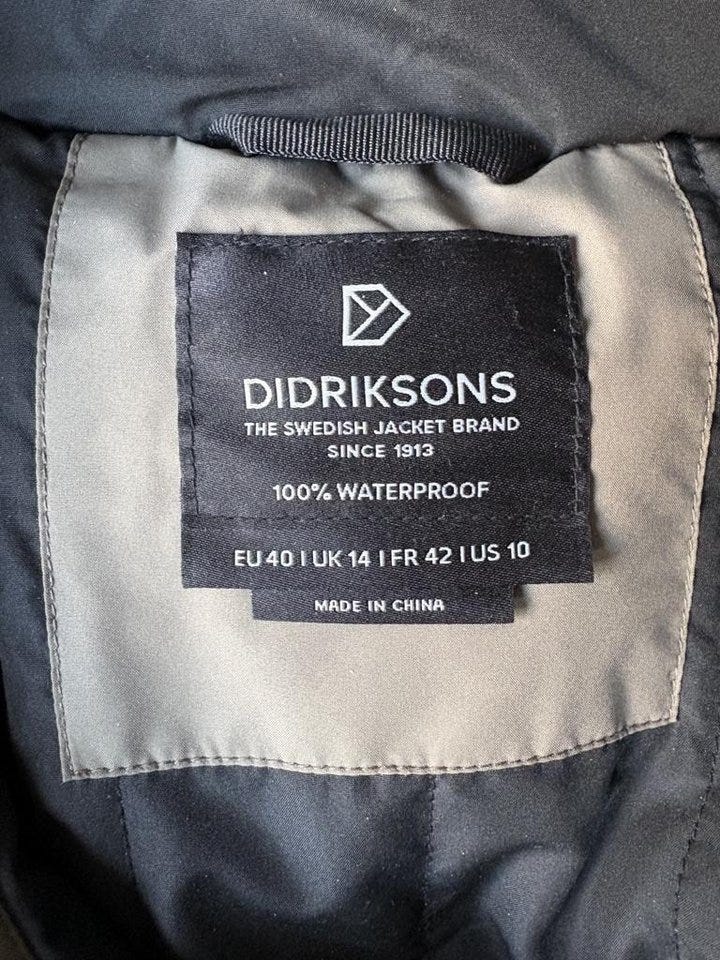 DIDRIKSONS
THE SWEDISH JACKET BRAND
SINCE 1913
100% WATERPROOF
EU 40 I UK 14 I FR 42 I US 10
MADE IN CHINA